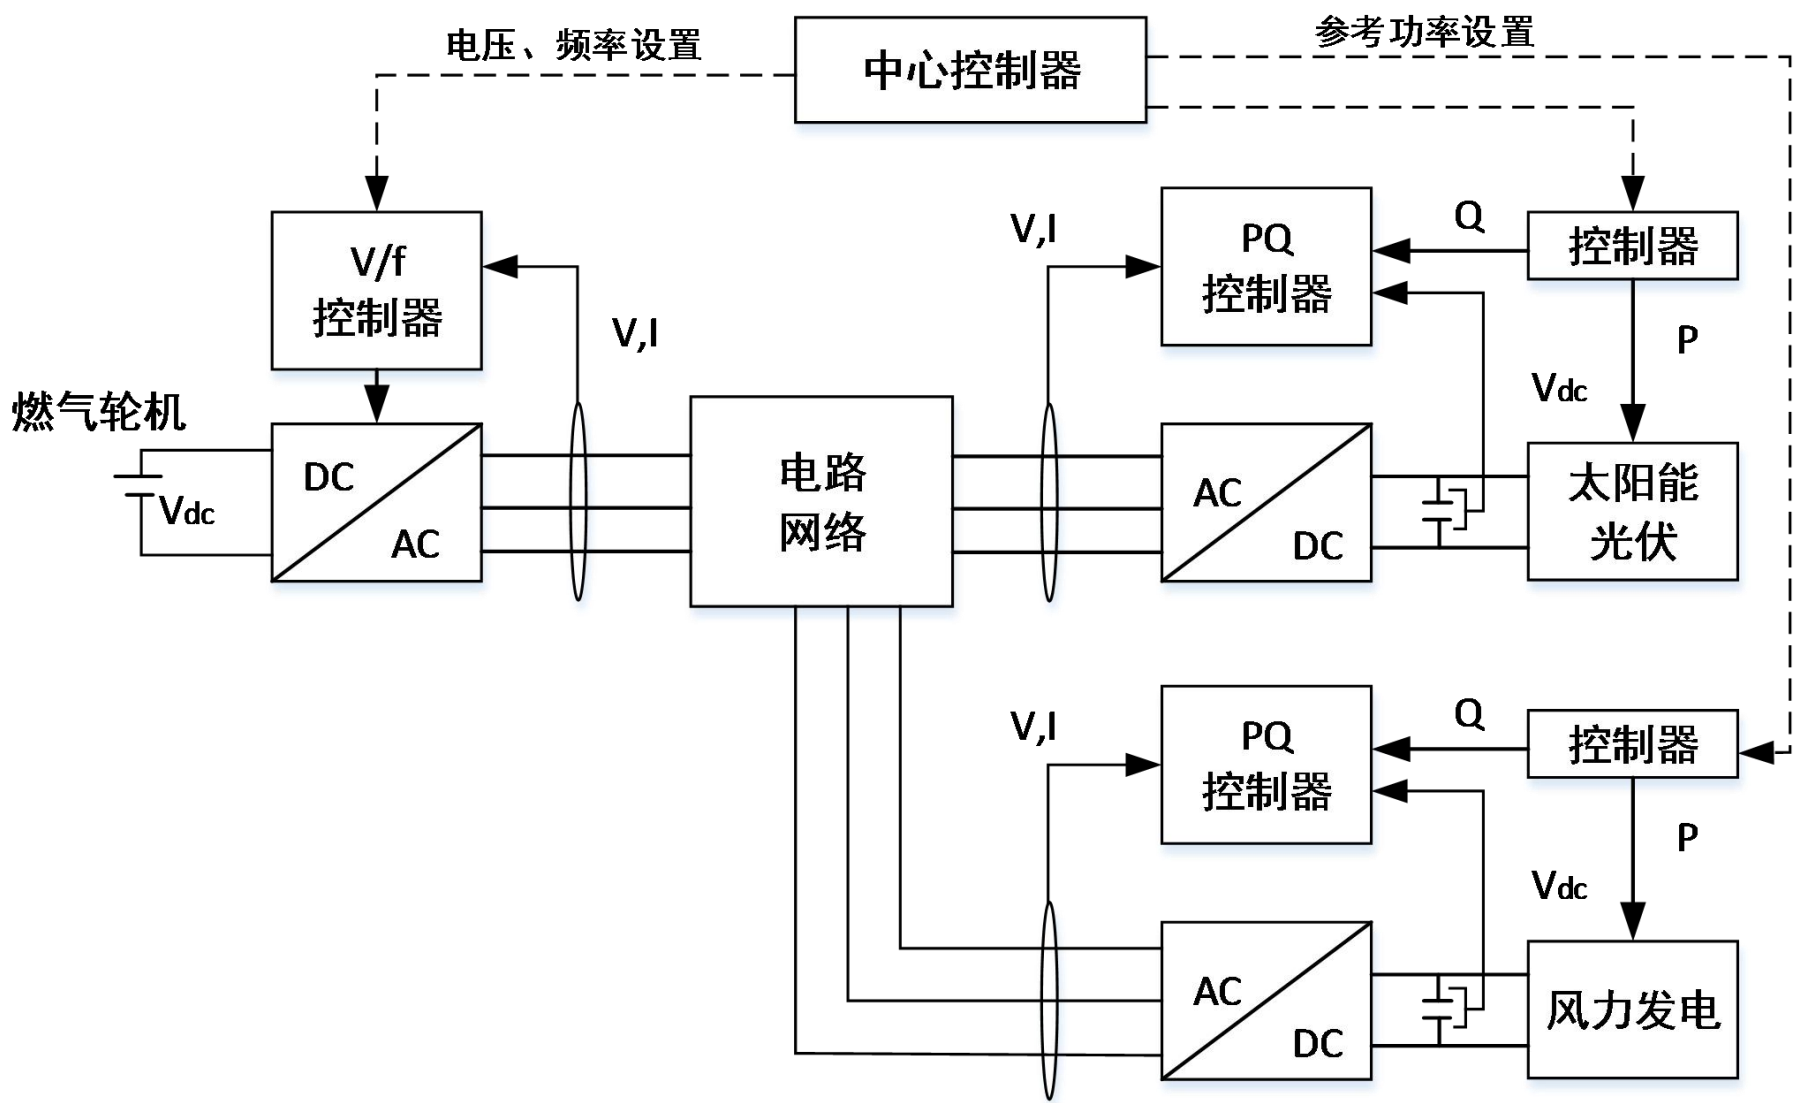 电压、频率设置
中心控制器
参考功率设置
V/f
控制器
V,I
燃气轮机
Vdc
DC
AC
电路
网络
V,I
PQ
控制器
Q
控制器
P
Vdc
AC
DC
太阳能
光伏
V,I
PQ
控制器
Q
控制器
P
Vdc
AC
DC
风力发电